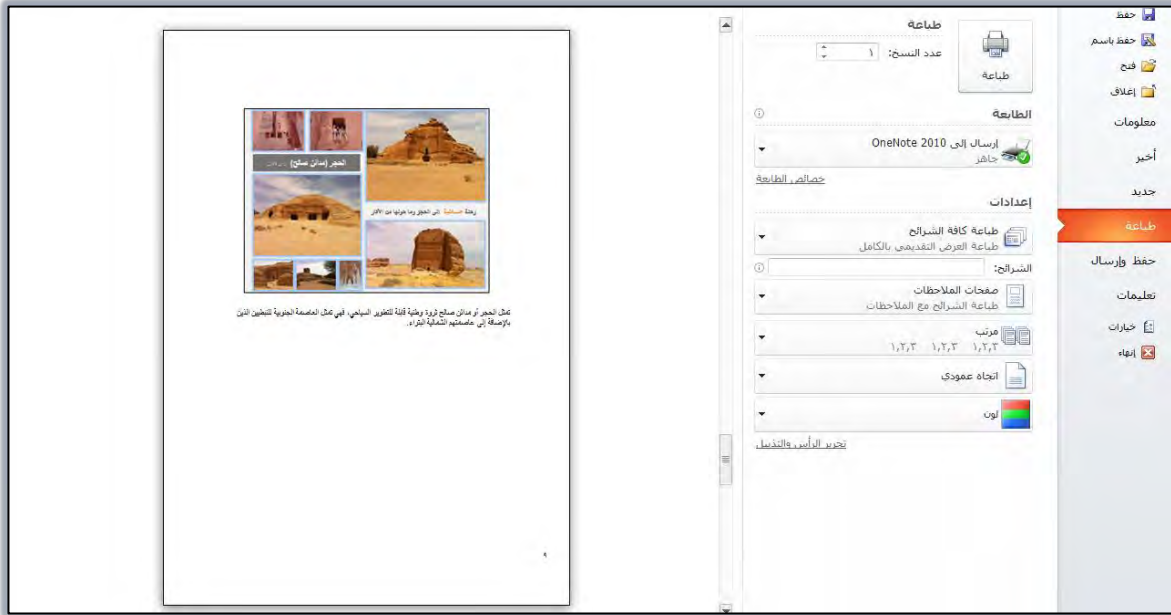 حفظ
حفظ باسم
فتح
إغلاق
معلومات
أخير
جديد
طباعة
حفظ وإرسال
تعليمات
خيارات
إنهاء
طباعة
طباعة
عدد النسخ: ١
الطابعة
إرسال إلى OneNote 2010
جاهز
خصائص الطابعة
إعدادات
طباعة كافة الشرائح
طباعة العرض التقديمي بالكامل
الشرائح:
صفحات الملاحظات
طباعة الشرائح مع الملاحظات
مرتب
١,٢,٣ ١,٢,٣ ١,٢,٣
اتجاه عمودي
لون
تحرير الرأس والتذييل
الحجر (مدائن صالح)
رحلة إلى الحجر وما حولها من الآثار
تمثل الحجر أو مدائن صالح ثروة وطنية قابلة للتطوير السياحي، فهي تمثل العاصمة الجنوبية للنبطيين الذين
بالإضافة إلى عاصمتهم الشمالية البتراء.
٩